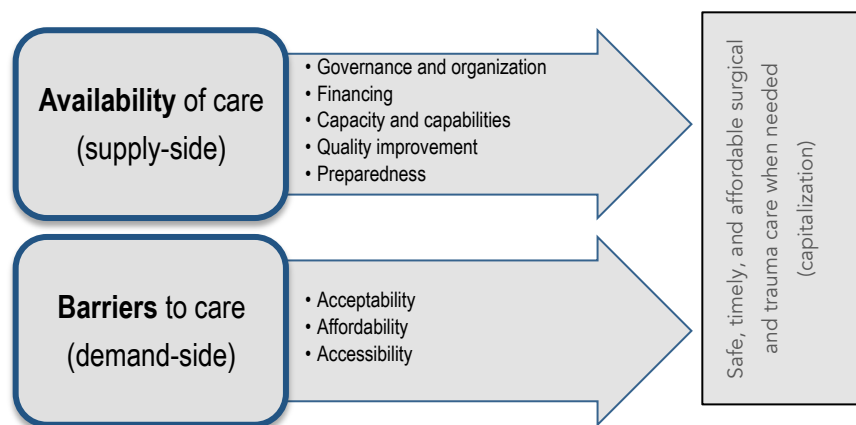 Availability of care
(supply-side)
• Governance and organization
• Financing
• Capacity and capabilities
• Quality improvement
• Preparedness
Barriers to care
(demand-side)
• Acceptability
• Affordability
• Accessibility
Safe, timely, and affordable surgical
and trauma care when needed
(capitalization)